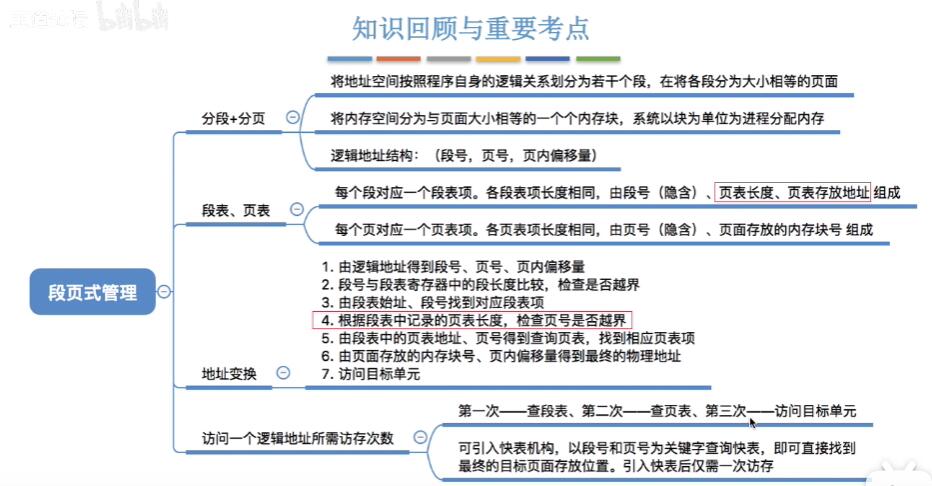 bilibili
知识回顾与重要考点
将地址空间按照程序自身的逻辑关系划分为若干个段，在将各段分为大小相等的页面
分段+分页
将内存空间分为与页面大小相等的一个个内存块，系统以块为单位为进程分配内存
逻辑地址结构：（段号，页号，页内偏移量）
每个段对应一个段表项。各段表项长度相同，由段号（隐含）、页表长度、页表存放地址 组成
段表、页表
每个页对应一个页表项。各页表项长度相同，由页号（隐含）、页面存放的内存块号 组成
段页式管理
1. 由逻辑地址得到段号、页号、页内偏移量
2. 段号与段表寄存器中的段长度比较，检查是否越界
3. 由段表始址、段号找到对应段表项
4. 根据段表中记录的页表长度，检查页号是否越界
5. 由段表中的页表地址、页号得到查询页表，找到相应页表项
6. 由页面存放的内存块号、页内偏移量得到最终的物理地址
7. 访问目标单元
地址变换
第一次——查段表、第二次——查页表、第三次——访问目标单元
访问一个逻辑地址所需访存次数
可引入快表机构，以段号和页号为关键字查询快表，即可直接找到
最终的目标页面存放位置。引入快表后仅需一次访存